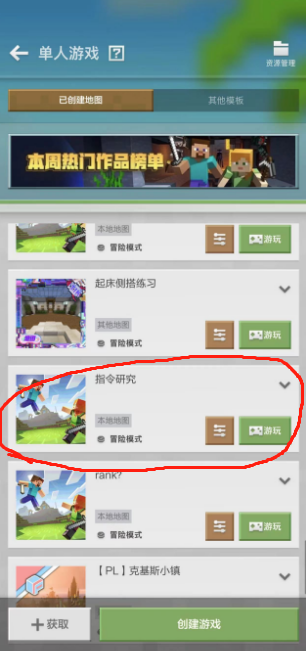 单人游戏 ?
资源管理
已创建地图
其他模板
本周热门作品榜单
本地地图
冒险模式
游玩
起床侧搭练习
其他地图
冒险模式
游玩
指令研究
本地地图
冒险模式
游玩
rank?
本地地图
冒险模式
游玩
【PL】克基斯小镇
+获取
创建游戏